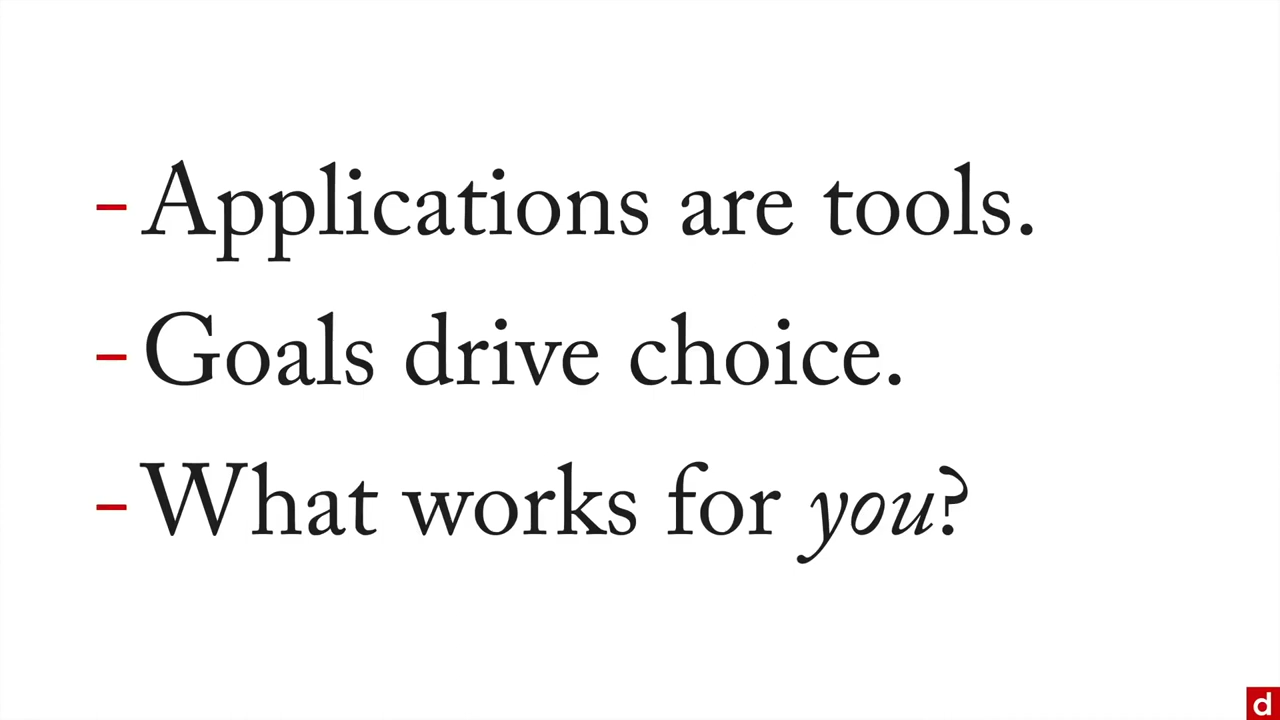 – Applications are tools.
– Goals drive choice.
– What works for you?
d